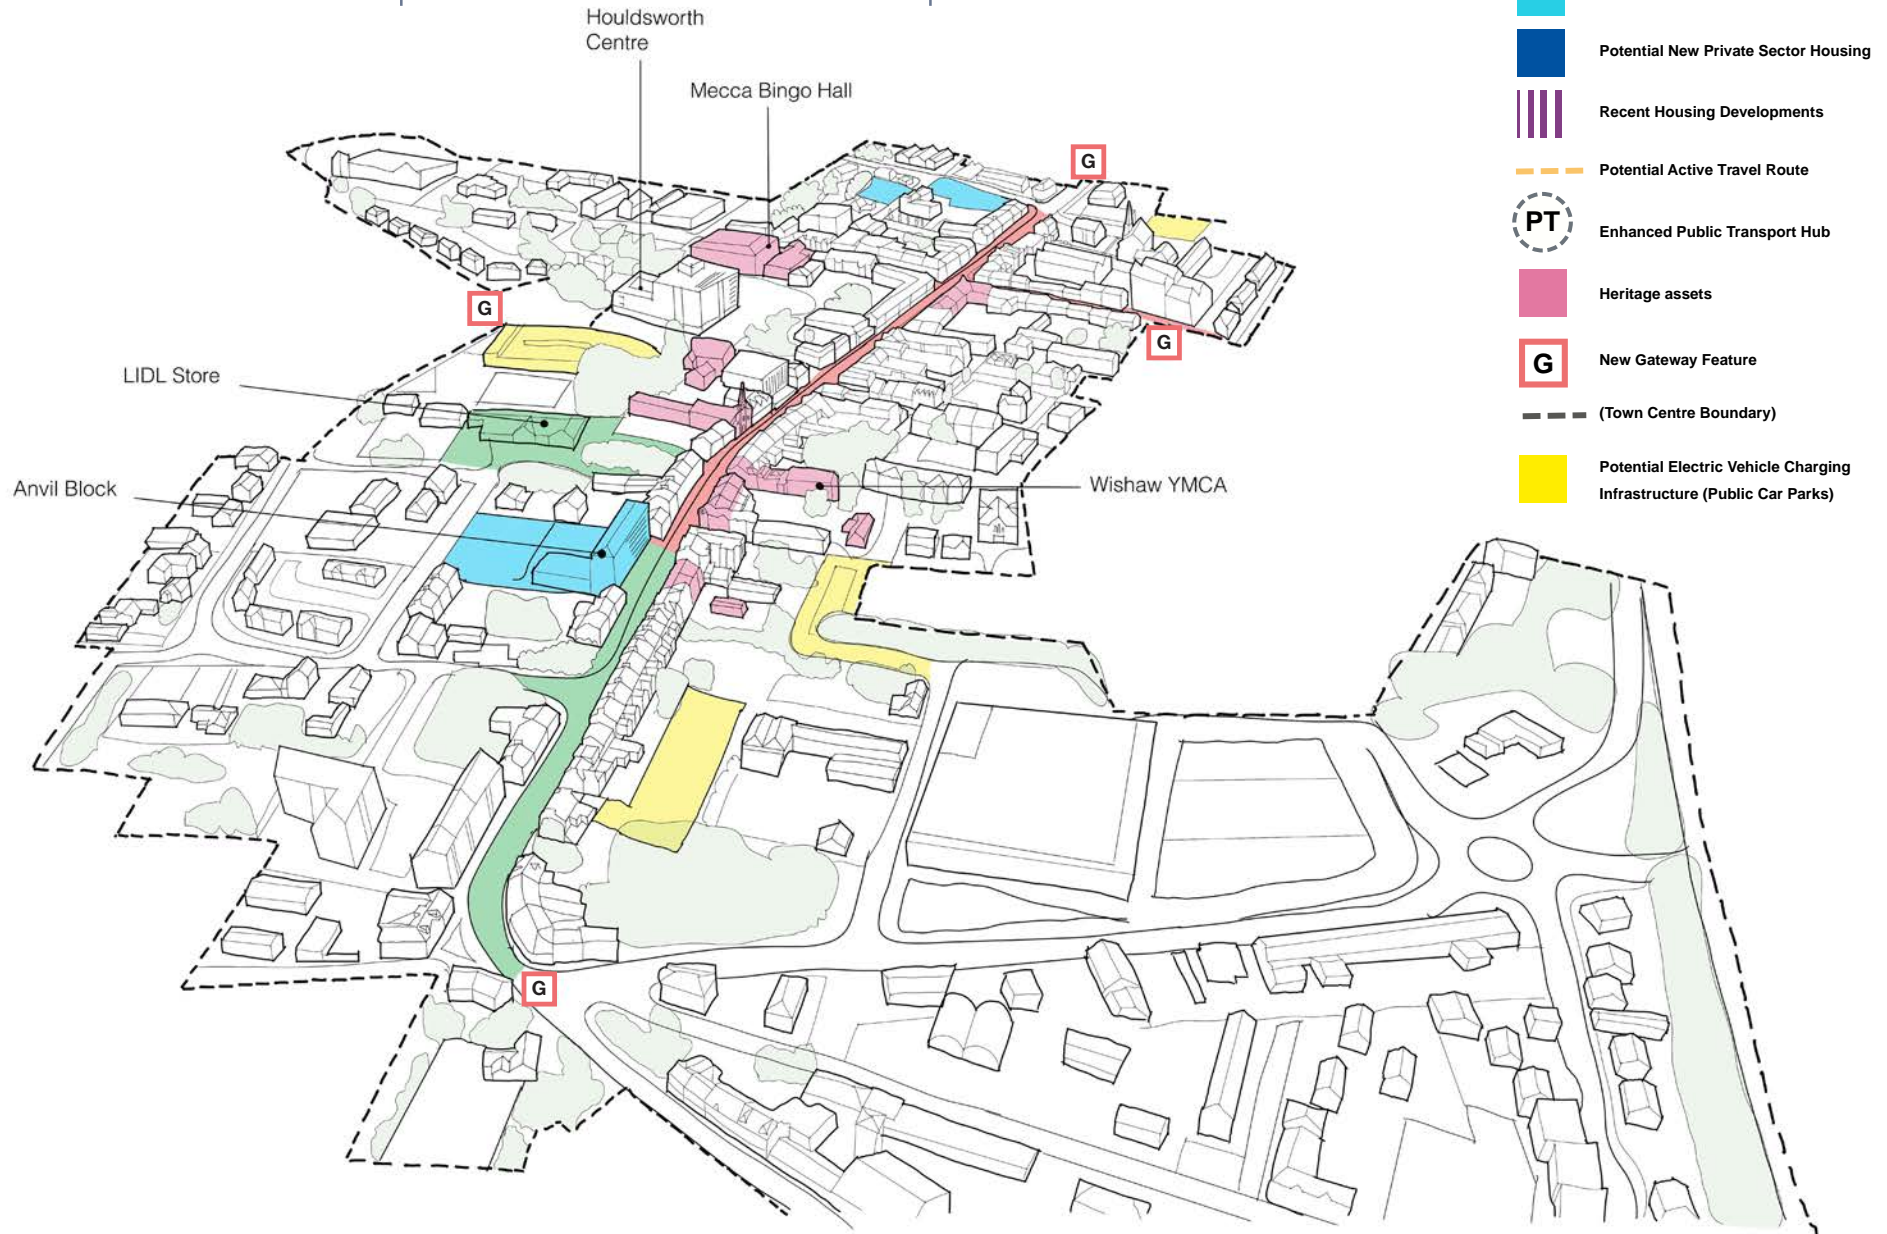 Houldsworth
Centre
Mecca Bingo Hall
G
G
G
LIDL Store
Anvil Block
Wishaw YMCA
G
Potential New Private Sector Housing
Recent Housing Developments
Potential Active Travel Route
PT
Enhanced Public Transport Hub
Heritage assets
G
New Gateway Feature
(Town Centre Boundary)
Potential Electric Vehicle Charging
Infrastructure (Public Car Parks)